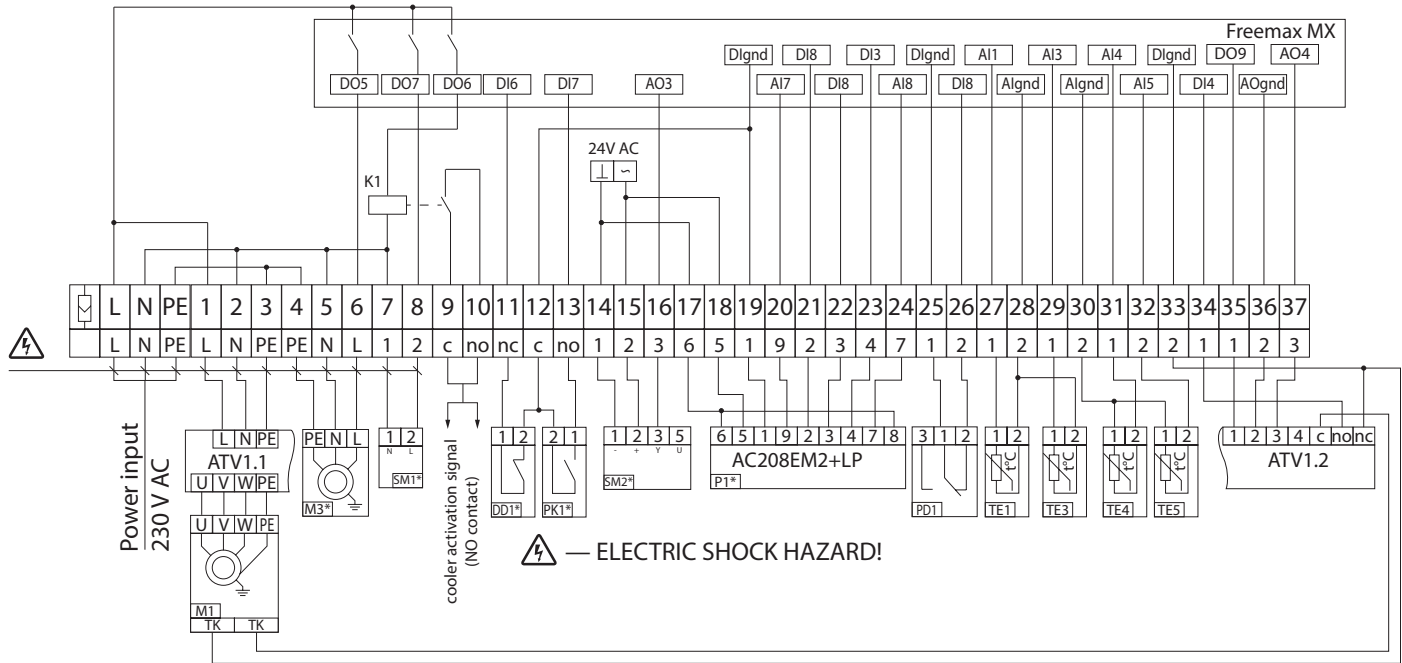 Freemax MX
DIgnd DI8 DI3 DIgnd AI1 AI3 AI4 DIgnd DO9 AO4
DO5 DO7 DO6 DI6 DI7 AO3 AI7 DI8 AI8 DI8 AIgnd AIgnd AI5 DI4 AOgnd
24V AC
⊥ ~
K1
L N PE 1 2 3 4 5 6 7 8 9 10 11 12 13 14 15 16 17 18 19 20 21 22 23 24 25 26 27 28 29 30 31 32 33 34 35 36 37
L N PE L N PE PE N L 1 2 c no nc c no 1 2 3 6 5 1 9 2 3 4 7 1 2 1 2 1 2 1 2 1 1 2 3
Power input
230 V AC
L N PE
ATV1.1
U V W PE
U V W PE
M1
TK TK
PE N L
M3*
1 2
N L
SM1*
cooler activation signal
(NO contact)
1 2
DD1*
2 1
PK1*
1 2 3 5
- + Y U
SM2*
6 5 1 9 2 3 4 7 8
AC208EM2+LP
P1*
3 1 2
PD1
1 2
t°C
TE1
1 2
t°C
TE3
1 2
t°C
TE4
1 2
t°C
TE5
1 2 3 4 c no nc
ATV1.2
— ELECTRIC SHOCK HAZARD!